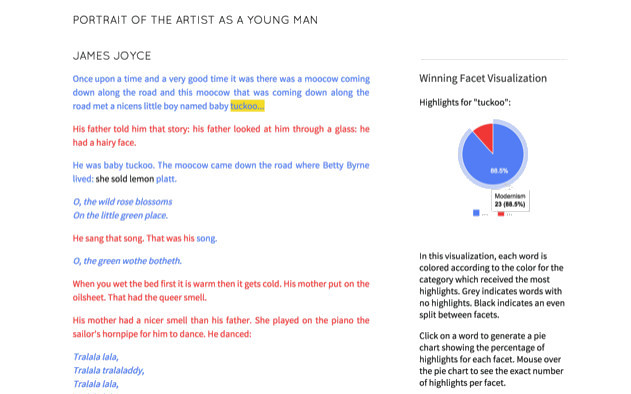 PORTRAIT OF THE ARTIST AS A YOUNG MAN
JAMES JOYCE
Once upon a time and a very good time it was there was a moocow coming
down along the road and this moocow that was coming down along the
road met a nicens little boy named baby tuckoo...
His father told him that story: his father looked at him through a glass: he
had a hairy face.
He was baby tuckoo. The moocow came down the road where Betty Byrne
lived: she sold lemon platt.
O, the wild rose blossoms
On the little green place.
He sang that song. That was his song.
O, the green wothe botheth.
When you wet the bed first it is warm then it gets cold. His mother put on the
oilsheet. That had the queer smell.
His mother had a nicer smell than his father. She played on the piano the
sailor's hornpipe for him to dance. He danced:
Tralala lala,
Tralala tralaladdy,
Tralala lala,
Winning Facet Visualization
Highlights for "tuckoo":
88.5%
Modernism
23 (88.5%)
...
...
In this visualization, each word is
colored according to the color for the
category which received the most
highlights. Grey indicates words with
no highlights. Black indicates an even
split between facets.
Click on a word to generate a pie
chart showing the percentage of
highlights for each facet. Mouse over
the pie chart to see the exact number
of highlights per facet.